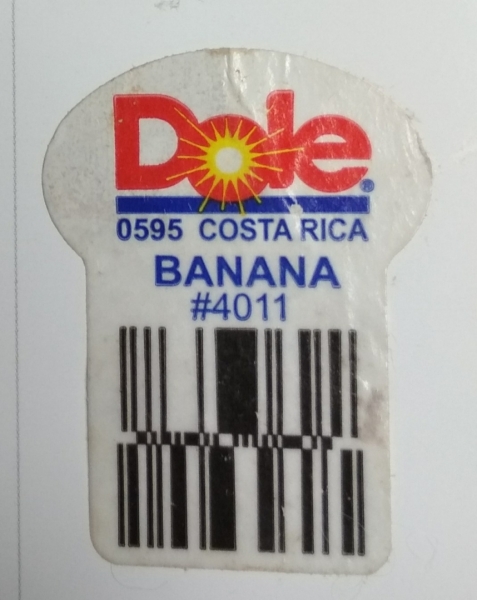 Dole®
0595 COSTA RICA
BANANA
#4011